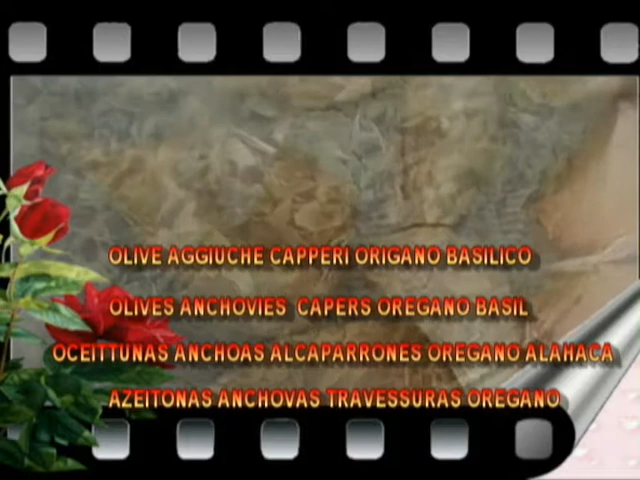 OLIVE AGGIUCHE CAPPERI ORIGANO BASILICO
OLIVES ANCHOVIES CAPERS OREGANO BASIL
OCEITTUNAS ANCHOAS ALCAPARRONES OREGANO ALAHACA
AZEITONAS ANCHOVAS TRAVESSURAS OREGANO